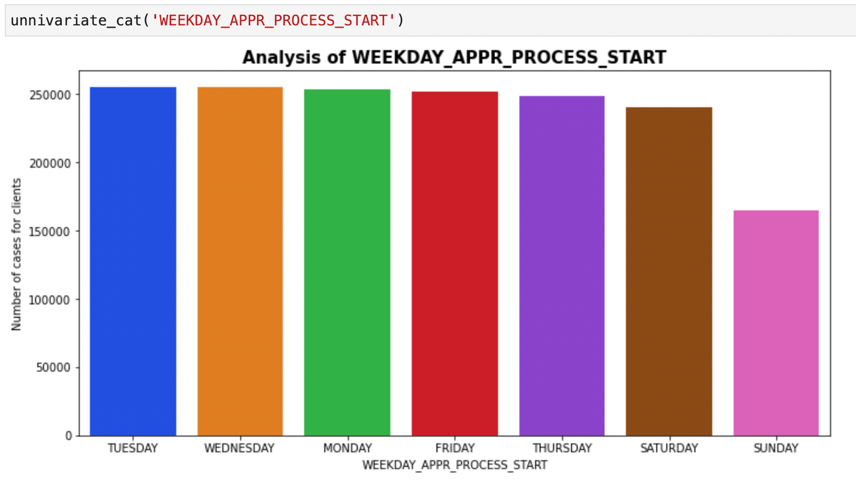 unnivariate_cat('WEEKDAY_APPR_PROCESS_START')
Analysis of WEEKDAY_APPR_PROCESS_START
Number of cases for clients
250000
200000
150000
100000
50000
0
TUESDAY WEDNESDAY MONDAY FRIDAY THURSDAY SATURDAY SUNDAY
WEEKDAY_APPR_PROCESS_START